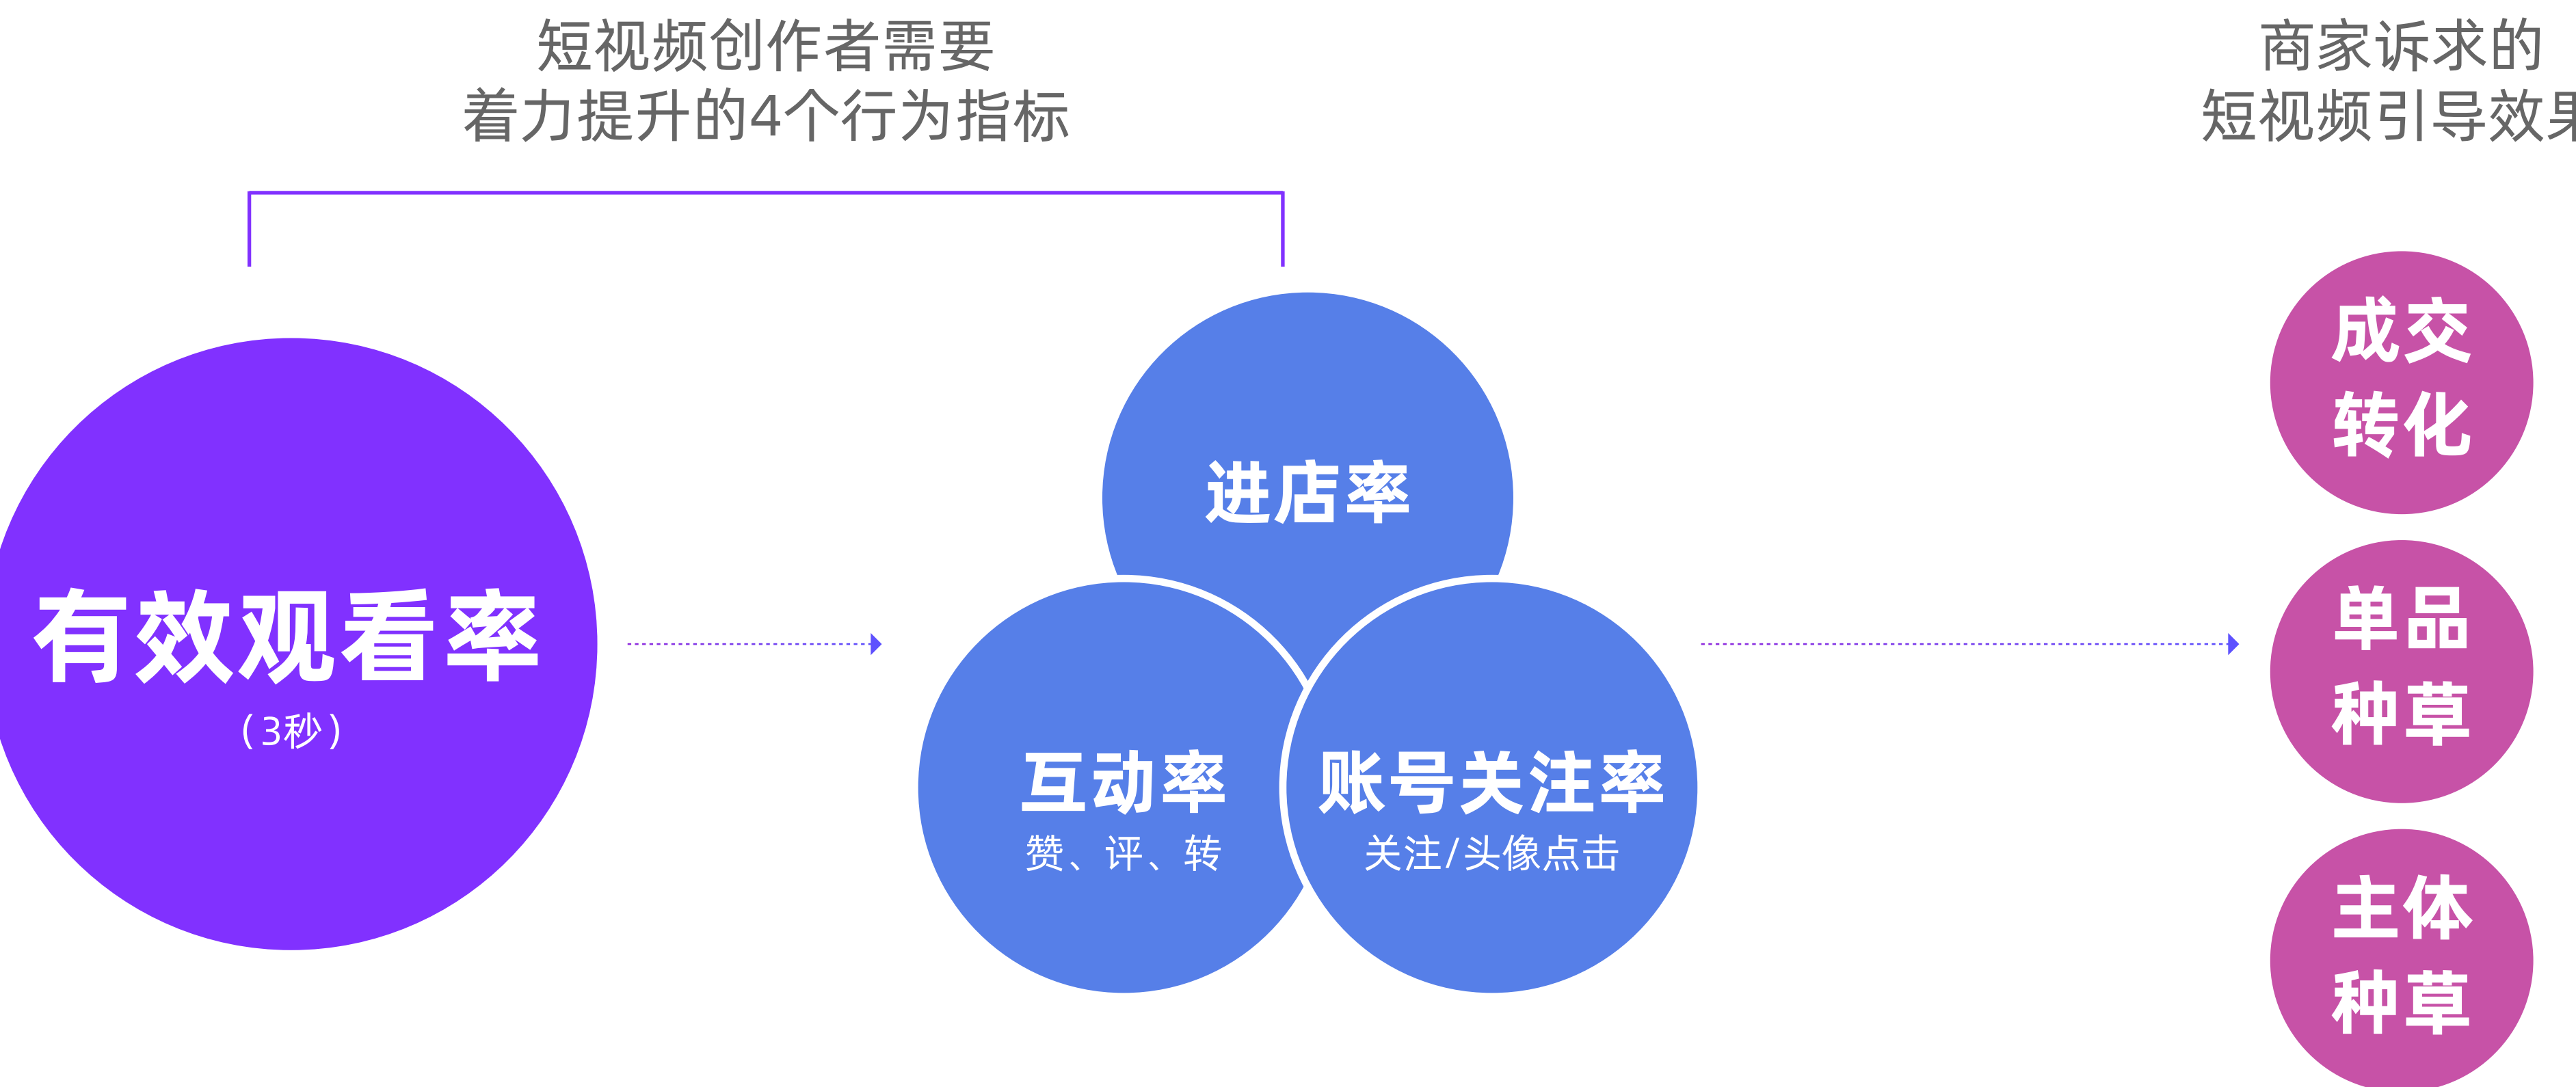 短视频创作者需要
着力提升的4个行为指标
商家诉求的
短视频引导效果
有效观看率
（3秒）
进店率
互动率
赞、评、转
账号关注率
关注/头像点击
成交
转化
单品
种草
主体
种草